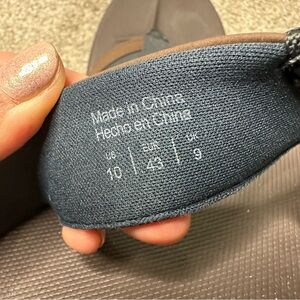 Made in China
Hecho en China
US EUR UK
10 43 9